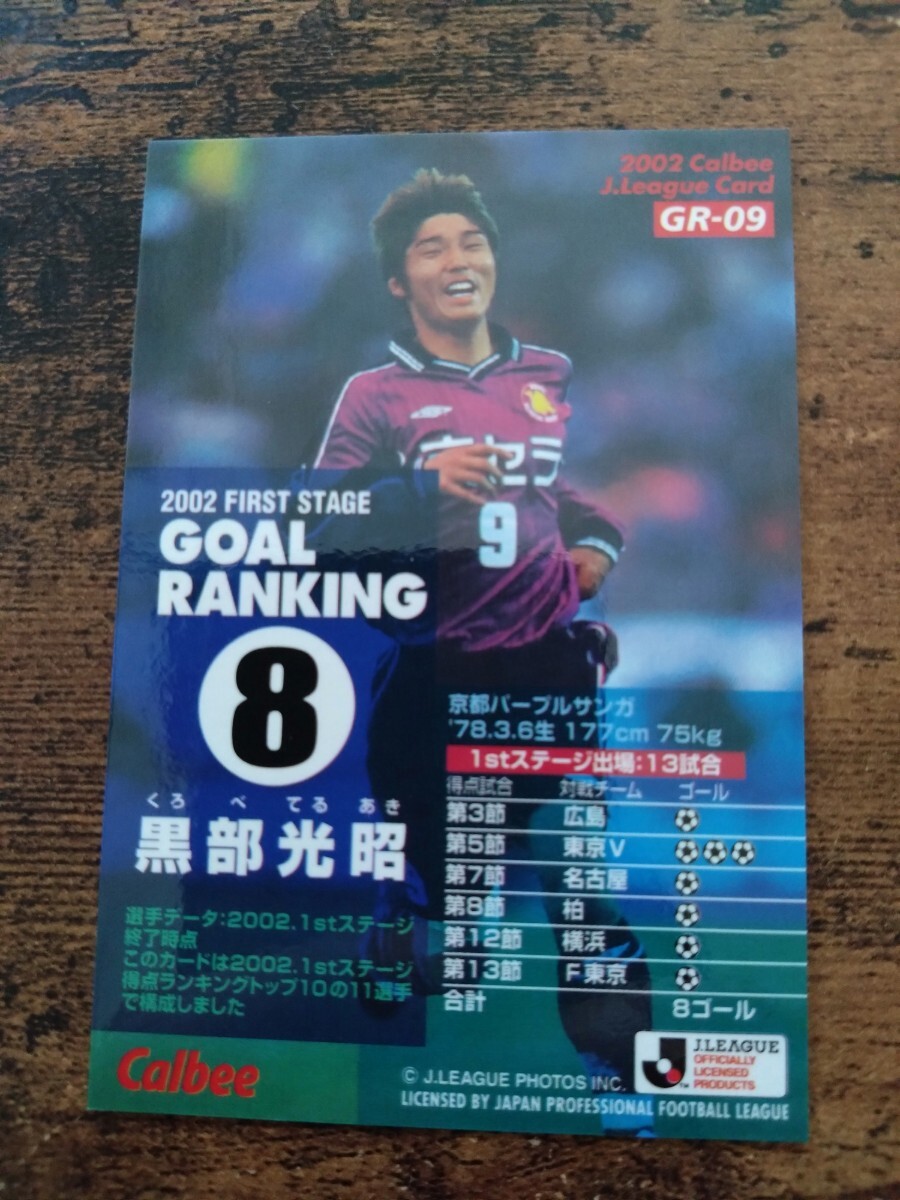 2002 Calbee
J.League Card
GR-09
セラ
9
2002 FIRST STAGE
GOAL
RANKING
8
くろ べ てる あき
黒部光昭
京都パープルサンガ
'78.3.6生 177cm 75kg
1stステージ出場:13試合
得点試合 対戦チーム ゴール
第3節 広島
第5節 東京V
第7節 名古屋
第8節 柏
第12節 横浜
第13節 F東京
合計 8ゴール
選手データ:2002.1stステージ
終了時点
このカードは2002.1stステージ
得点ランキングトップ10の11選手
で構成しました
Calbee
© J.LEAGUE PHOTOS INC.
J.LEAGUE
OFFICIALLY
LICENSED
PRODUCTS
LICENSED BY JAPAN PROFESSIONAL FOOTBALL LEAGUE